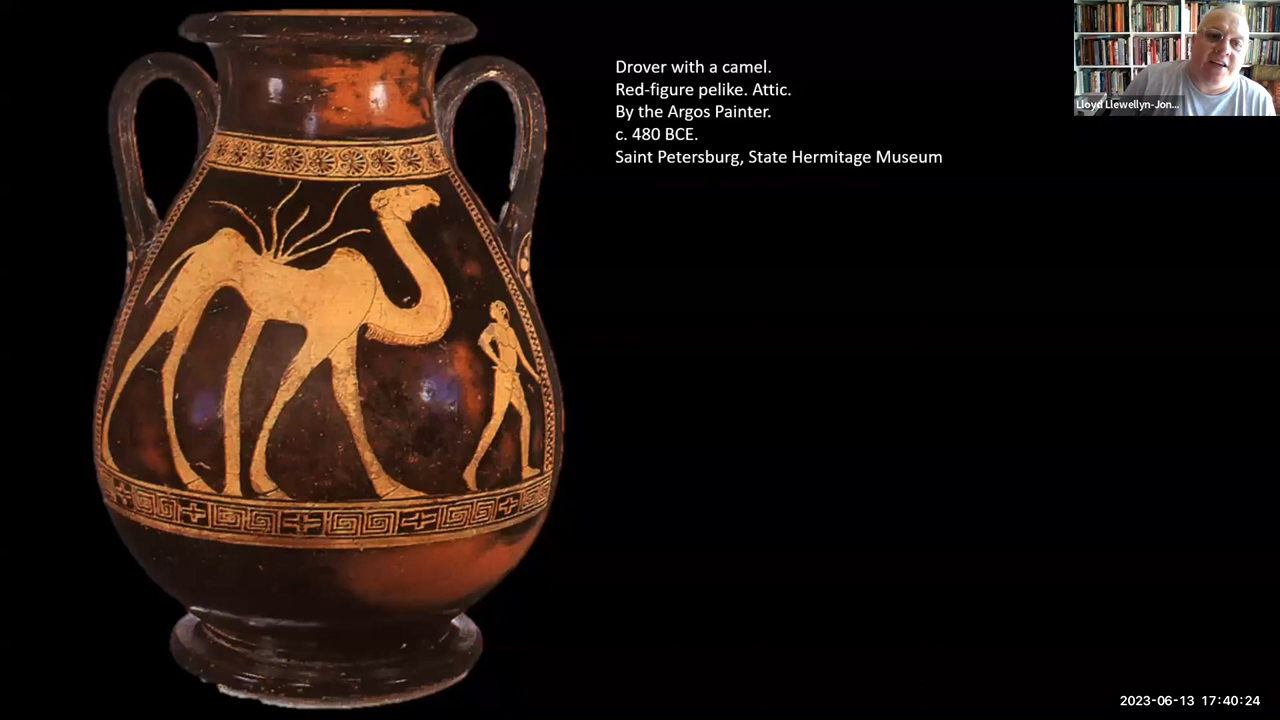 Drover with a camel.
Red-figure pelike. Attic.
By the Argos Painter.
c. 480 BCE.
Saint Petersburg, State Hermitage Museum
Lloyd Llewellyn-Jon...
2023-06-13 17:40:24